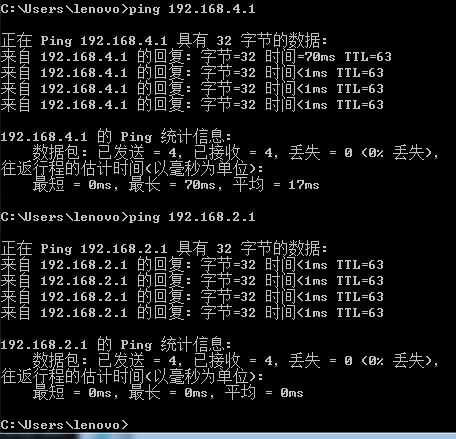 C:\Users\lenovo>ping 192.168.4.1
正在 Ping 192.168.4.1 具有 32 字节的数据:
来自 192.168.4.1 的回复: 字节=32 时间=70ms TTL=63
来自 192.168.4.1 的回复: 字节=32 时间<1ms TTL=63
来自 192.168.4.1 的回复: 字节=32 时间<1ms TTL=63
来自 192.168.4.1 的回复: 字节=32 时间<1ms TTL=63
192.168.4.1 的 Ping 统计信息:
数据包: 已发送 = 4, 已接收 = 4, 丢失 = 0 (0% 丢失),
往返行程的估计时间(以毫秒为单位):
最短 = 0ms, 最长 = 70ms, 平均 = 17ms
C:\Users\lenovo>ping 192.168.2.1
正在 Ping 192.168.2.1 具有 32 字节的数据:
来自 192.168.2.1 的回复: 字节=32 时间<1ms TTL=63
来自 192.168.2.1 的回复: 字节=32 时间<1ms TTL=63
来自 192.168.2.1 的回复: 字节=32 时间<1ms TTL=63
来自 192.168.2.1 的回复: 字节=32 时间<1ms TTL=63
192.168.2.1 的 Ping 统计信息:
数据包: 已发送 = 4, 已接收 = 4, 丢失 = 0 (0% 丢失),
往返行程的估计时间(以毫秒为单位):
最短 = 0ms, 最长 = 0ms, 平均 = 0ms
C:\Users\lenovo>